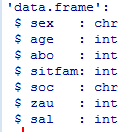 'data.frame':
$ sex   : chr
$ age   : int
$ abo   : int
$ sitfam: int
$ soc   : chr
$ zau   : int
$ sal   : int